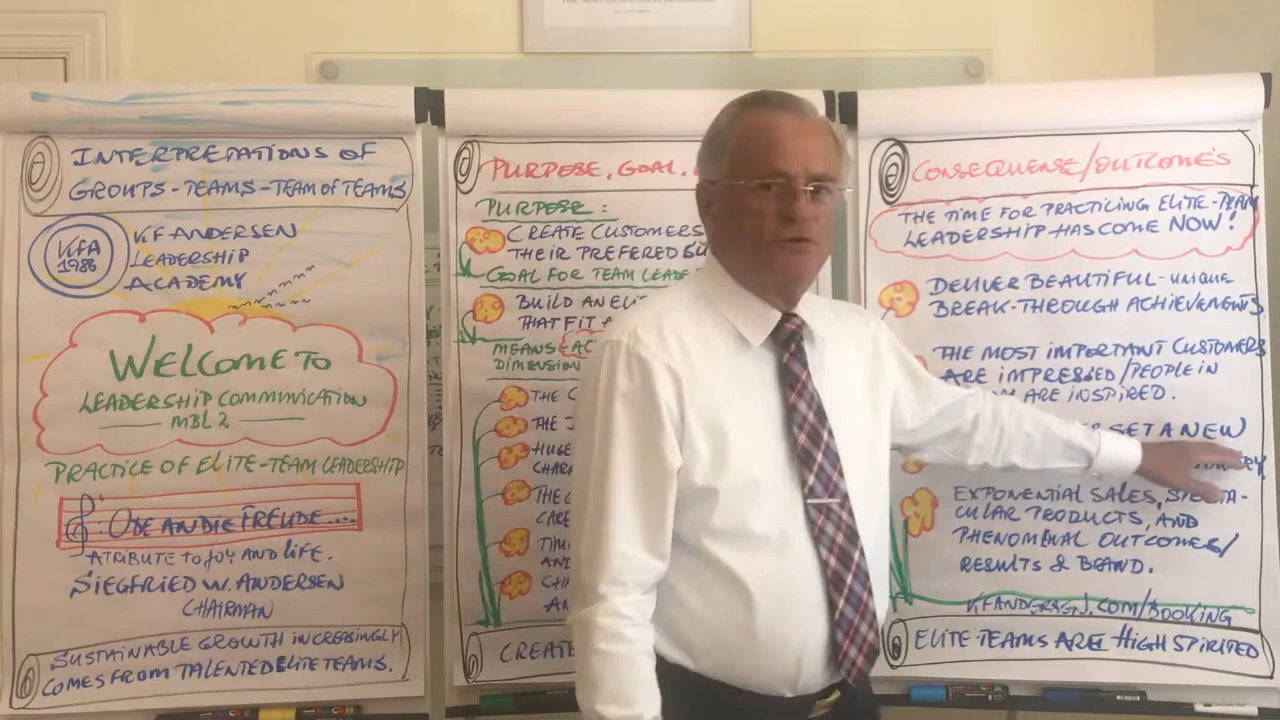 INTERPRETATIONS OF
GROUPS-TEAMS-TEAM OF TEAMS
KFA
1986
KF ANDERSEN
LEADERSHIP
ACADEMY
WELCOME TO
LEADERSHIP COMMUNICATION
MBL 2
PRACTICE OF ELITE-TEAM LEADERSHIP
ODE AN DIE FREUDE....
A TRIBUTE TO JOY AND LIFE.
SIEGFRIED W. ANDERSEN
CHAIRMAN
SUSTAINABLE GROWTH INCREASINGLY
COMES FROM TALENTED ELITE TEAMS.
PURPOSE, GOAL,
PURPOSE:
CREATE CUSTOMERS
THEIR PREFERED
GOAL FOR TEAM
BUILD AN
THAT FIT
MEANS
DIMENSION
THE
THE
HUGE
THE
CARE
CREATE
CONSEQUENSE/OUTCOMES
THE TIME FOR PRACTICING ELITE-TEAM
LEADERSHIP HAS COME NOW!
DELIVER BEAUTIFUL-UNIQUE
BREAK-THROUGH ACHIEVEMENTS
THE MOST IMPORTANT CUSTOMERS
ARE IMPRESSED/PEOPLE IN
ARE INSPIRED.
SET A NEW
EXPONENTIAL SALES,
CULAR PRODUCTS, AND
PHENOMENAL OUTCOMES/
RESULTS & BRAND.
KFANDERSEN.COM/BOOKING
ELITE TEAMS ARE HIGH SPIRITED